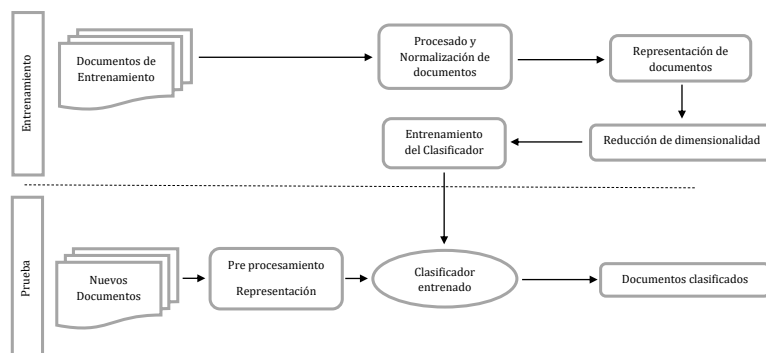 Entrenamiento
Documentos de
Entrenamiento
Procesado y
Normalización de
documentos
Representación de
documentos
Entrenamiento
del Clasificador
Reducción de dimensionalidad
Prueba
Nuevos
Documentos
Pre procesamiento
Representación
Clasificador
entrenado
Documentos clasificados